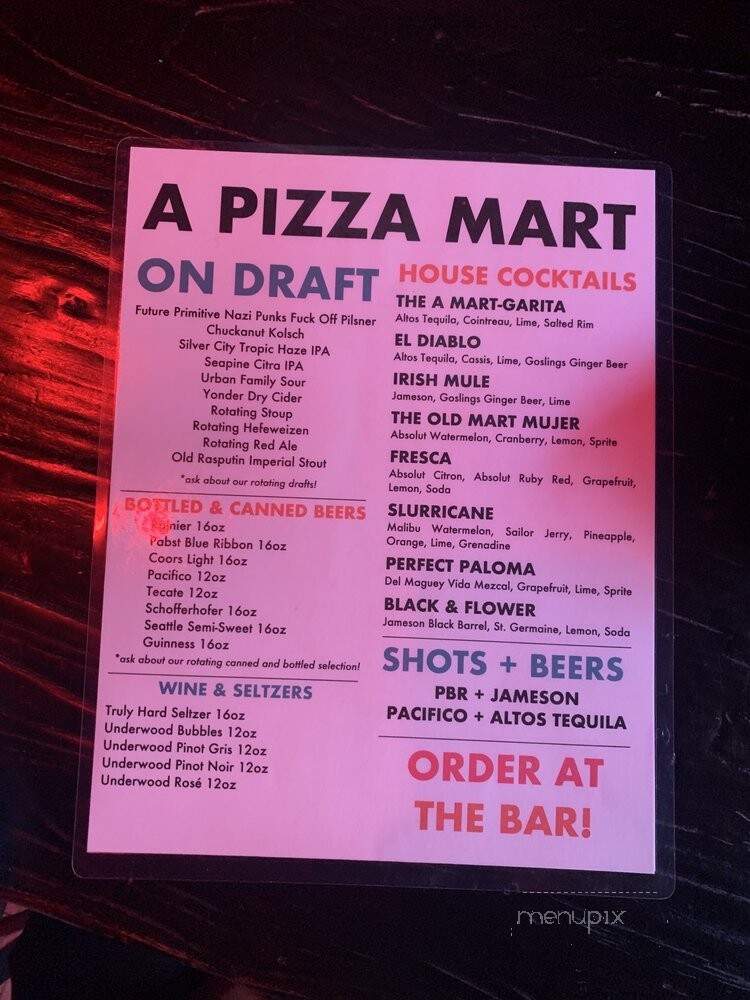 A PIZZA MART
ON DRAFT
Future Primitive Nazi Punks Fuck Off Pilsner
Chuckanut Kolsch
Silver City Tropic Haze IPA
Seapine Citra IPA
Urban Family Sour
Yonder Dry Cider
Rotating Stoup
Rotating Hefeweizen
Rotating Red Ale
Old Rasputin Imperial Stout
*ask about our rotating drafts!
BOTTLED & CANNED BEERS
Rainier 16oz
Pabst Blue Ribbon 16oz
Coors Light 16oz
Pacifico 12oz
Tecate 12oz
Schofferhofer 16oz
Seattle Semi-Sweet 16oz
Guinness 16oz
*ask about our rotating canned and bottled selection!
WINE & SELTZERS
Truly Hard Seltzer 16oz
Underwood Bubbles 12oz
Underwood Pinot Gris 12oz
Underwood Pinot Noir 12oz
Underwood Rosé 12oz
HOUSE COCKTAILS
THE A MART-GARITA
Altos Tequila, Cointreau, Lime, Salted Rim
EL DIABLO
Altos Tequila, Cassis, Lime, Goslings Ginger Beer
IRISH MULE
Jameson, Goslings Ginger Beer, Lime
THE OLD MART MUJER
Absolut Watermelon, Cranberry, Lemon, Sprite
FRESCA
Absolut Citron, Absolut Ruby Red, Grapefruit,
Lemon, Soda
SLURRICANE
Malibu Watermelon, Sailor Jerry, Pineapple,
Orange, Lime, Grenadine
PERFECT PALOMA
Del Maguey Vida Mezcal, Grapefruit, Lime, Sprite
BLACK & FLOWER
Jameson Black Barrel, St. Germaine, Lemon, Soda
SHOTS + BEERS
PBR + JAMESON
PACIFICO + ALTOS TEQUILA
ORDER AT
THE BAR!
menupix